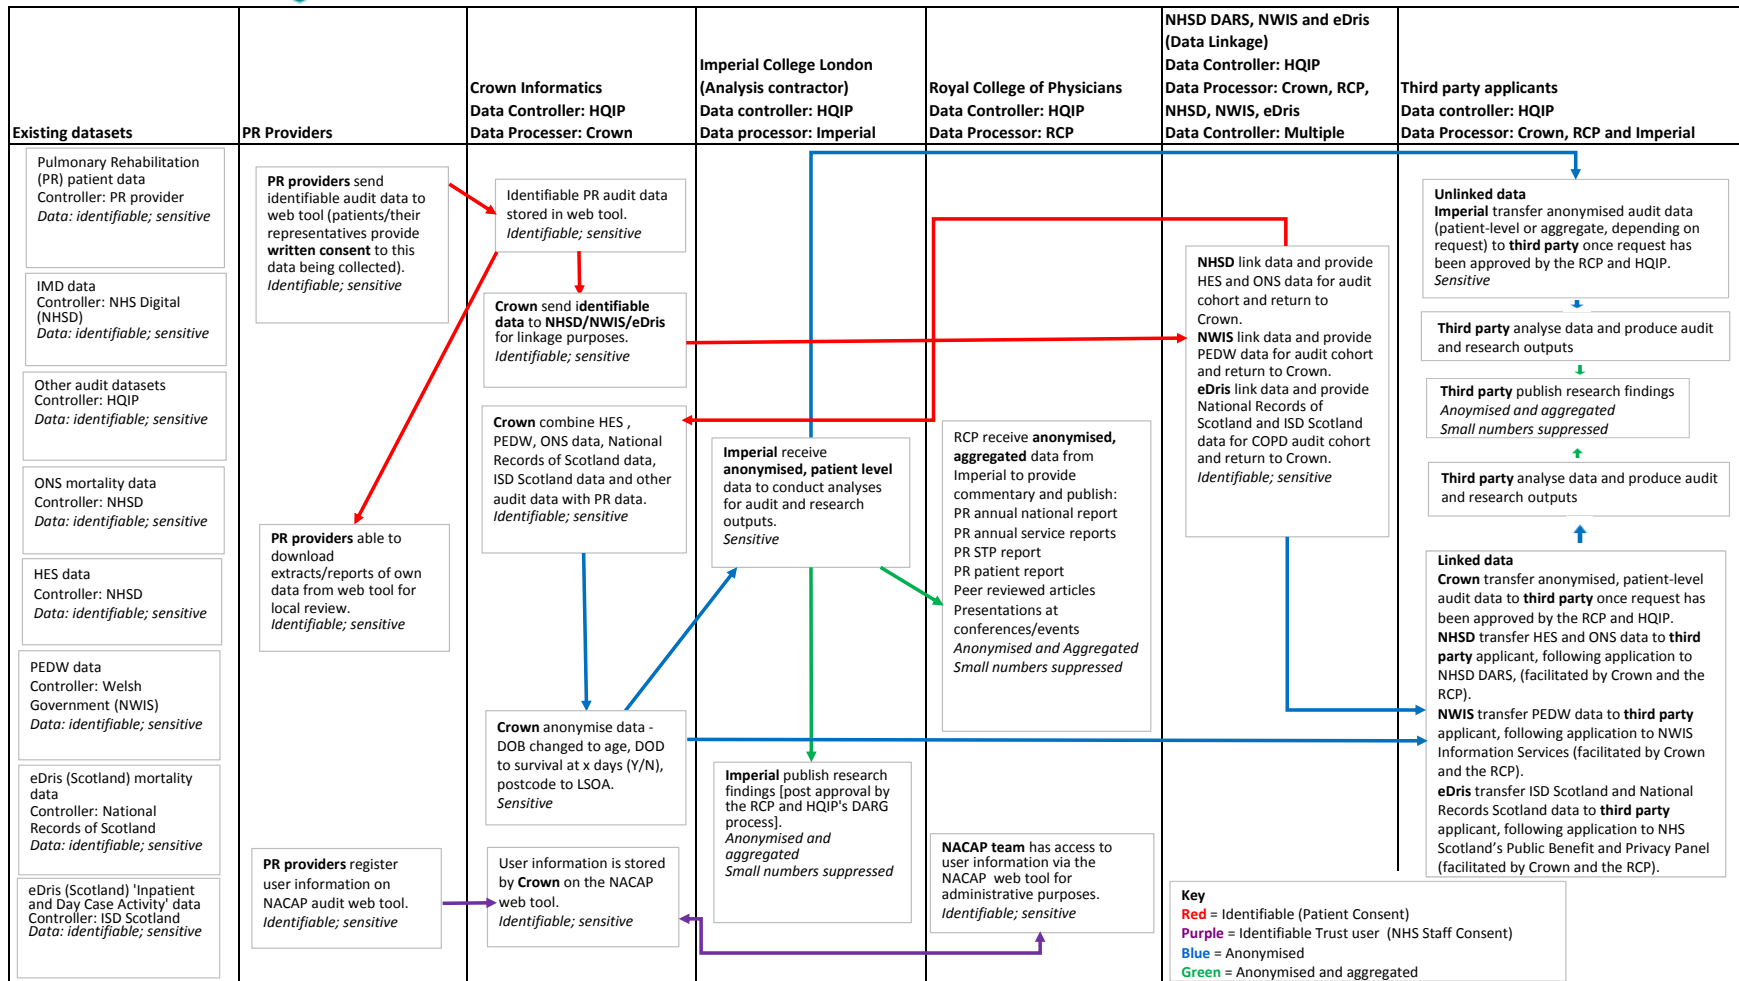 Existing datasets
PR Providers
Crown Informatics
Data Controller: HQIP
Data Processer: Crown
Imperial College London
(Analysis contractor)
Data controller: HQIP
Data processor: Imperial
Royal College of Physicians
Data Controller: HQIP
Data Processor: RCP
NHSD DARS, NWIS and eDris
(Data Linkage)
Data Controller: HQIP
Data Processor: Crown, RCP,
NHSD, NWIS, eDris
Data Controller: Multiple
Third party applicants
Data controller: HQIP
Data Processor: Crown, RCP and Imperial
Pulmonary Rehabilitation
(PR) patient data
Controller: PR provider
Data: identifiable; sensitive
IMD data
Controller: NHS Digital
(NHSD)
Data: identifiable; sensitive
Other audit datasets
Controller: HQIP
Data: identifiable; sensitive
ONS mortality data
Controller: NHSD
Data: identifiable; sensitive
HES data
Controller: NHSD
Data: identifiable; sensitive
PEDW data
Controller: Welsh
Government (NWIS)
Data: identifiable; sensitive
eDris (Scotland) mortality
data
Controller: National
Records of Scotland
Data: identifiable; sensitive
eDris (Scotland) 'Inpatient
and Day Case Activity' data
Controller: ISD Scotland
Data: identifiable; sensitive
PR providers send
identifiable audit data to
web tool (patients/their
representatives provide
written consent to this
data being collected).
Identifiable; sensitive
PR providers able to
download
extracts/reports of own
data from web tool for
local review.
Identifiable; sensitive
PR providers register
user information on
NACAP audit web tool.
Identifiable; sensitive
Identifiable PR audit data
stored in web tool.
Identifiable; sensitive
Crown send identifiable
data to NHSD/NWIS/eDris
for linkage purposes.
Identifiable; sensitive
Crown combine HES ,
PEDW, ONS data, National
Records of Scotland data,
ISD Scotland data and other
audit data with PR data.
Identifiable; sensitive
Crown anonymise data -
DOB changed to age, DOD
to survival at x days (Y/N),
postcode to LSOA.
Sensitive
User information is stored
by Crown on the NACAP
web tool.
Identifiable; sensitive
Imperial receive
anonymised, patient level
data to conduct analyses
for audit and research
outputs.
Sensitive
Imperial publish research
findings [post approval by
the RCP and HQIP's DARG
process].
Anonymised and
aggregated
Small numbers suppressed
RCP receive anonymised,
aggregated data from
Imperial to provide
commentary and publish:
PR annual national report
PR annual service reports
PR STP report
PR patient report
Peer reviewed articles
Presentations at
conferences/events
Anonymised and Aggregated
Small numbers suppressed
NACAP team has access to
user information via the
NACAP web tool for
administrative purposes.
Identifiable; sensitive
NHSD link data and provide
HES and ONS data for audit
cohort and return to
Crown.
NWIS link data and provide
PEDW data for audit cohort
and return to Crown.
eDris link data and provide
National Records of
Scotland and ISD Scotland
data for COPD audit cohort
and return to Crown.
Identifiable; sensitive
Unlinked data
Imperial transfer anonymised audit data
(patient-level or aggregate, depending on
request) to third party once request has
been approved by the RCP and HQIP.
Sensitive
Third party analyse data and produce audit
and research outputs
Third party publish research findings
Anoymised and aggregated
Small numbers suppressed
Third party analyse data and produce audit
and research outputs
Linked data
Crown transfer anonymised, patient-level
audit data to third party once request has
been approved by the RCP and HQIP.
NHSD transfer HES and ONS data to third
party applicant, following application to
NHSD DARS, (facilitated by Crown and the
RCP).
NWIS transfer PEDW data to third party
applicant, following application to NWIS
Information Services (facilitated by Crown
and the RCP).
eDris transfer ISD Scotland and National
Records Scotland data to third party
applicant, following application to NHS
Scotland's Public Benefit and Privacy Panel
(facilitated by Crown and the RCP).
Key
Red = Identifiable (Patient Consent)
Purple = Identifiable Trust user (NHS Staff Consent)
Blue = Anonymised
Green = Anonymised and aggregated